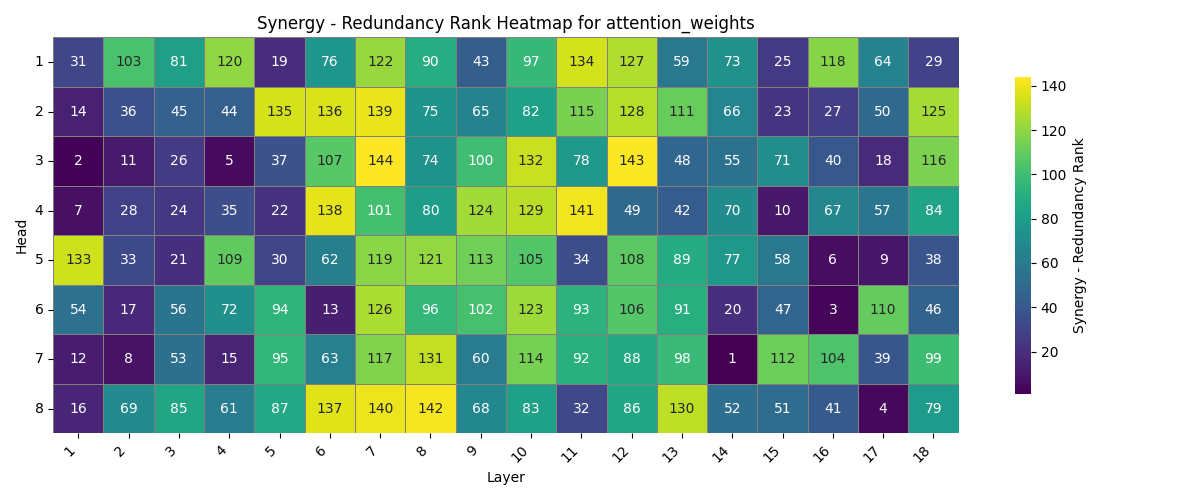 Synergy - Redundancy Rank Heatmap for attention_weights
1 31 103 81 120 19 76 122 90 43 97 134 127 59 73 25 118 64 29
2 14 36 45 44 135 136 139 75 65 82 115 128 111 66 23 27 50 125
3 2 11 26 5 37 107 144 74 100 132 78 143 48 55 71 40 18 116
4 7 28 24 35 22 138 101 80 124 129 141 49 42 70 10 67 57 84
5 133 33 21 109 30 62 119 121 113 105 34 108 89 77 58 6 9 38
6 54 17 56 72 94 13 126 96 102 123 93 106 91 20 47 3 110 46
7 12 8 53 15 95 63 117 131 60 114 92 88 98 1 112 104 39 99
8 16 69 85 61 87 137 140 142 68 83 32 86 130 52 51 41 4 79
1 2 3 4 5 6 7 8 9 10 11 12 13 14 15 16 17 18
Layer
Head
140
120
100
80
60
40
20
Synergy - Redundancy Rank